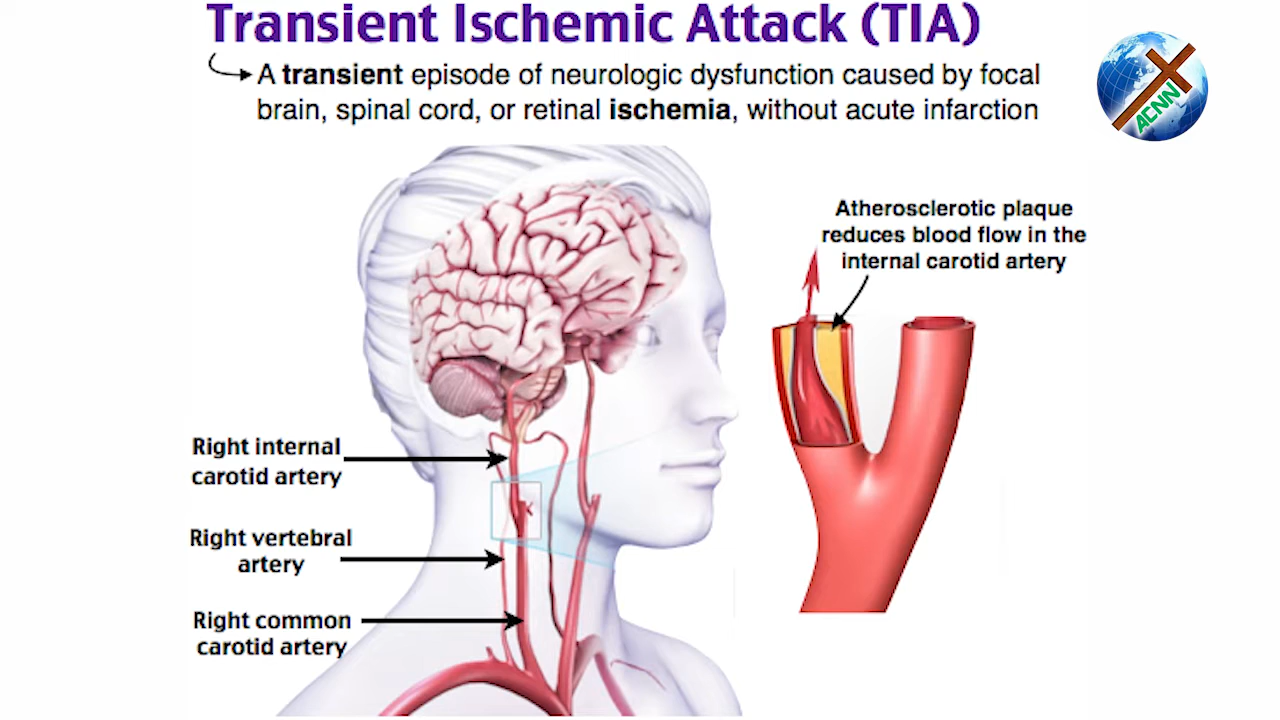 Transient Ischemic Attack (TIA)
A transient episode of neurologic dysfunction caused by focal
brain, spinal cord, or retinal ischemia, without acute infarction
ACNN
Atherosclerotic plaque
reduces blood flow in the
internal carotid artery
Right internal
carotid artery
Right vertebral
artery
Right common
carotid artery